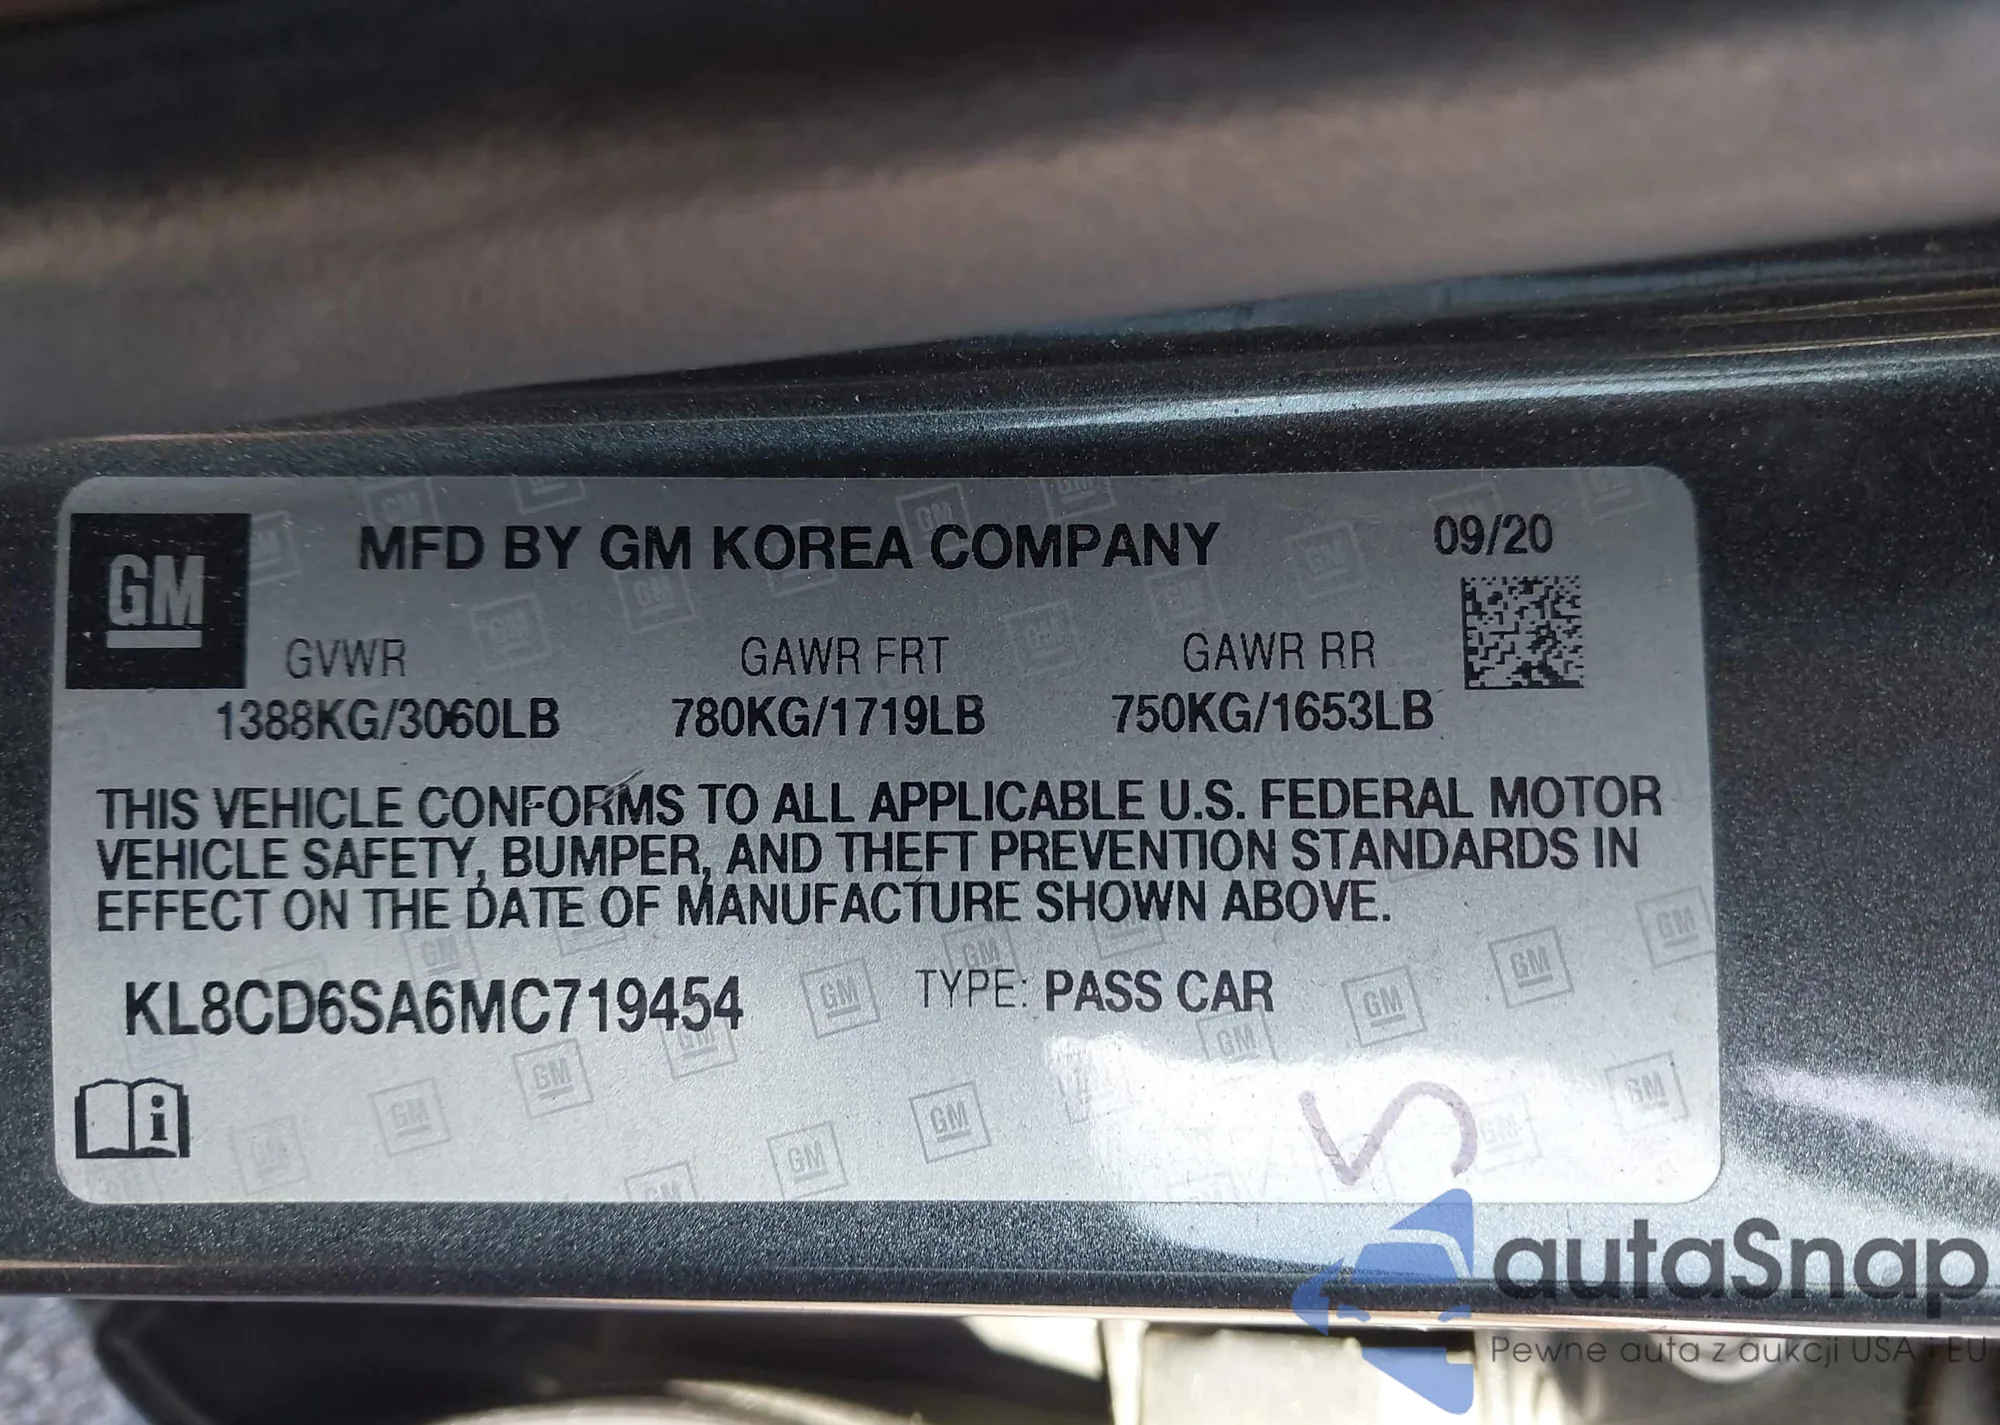 GM
MFD BY GM KOREA COMPANY 09/20
GVWR GAWR FRT GAWR RR
1388KG/3060LB 780KG/1719LB 750KG/1653LB
THIS VEHICLE CONFORMS TO ALL APPLICABLE U.S. FEDERAL MOTOR
VEHICLE SAFETY, BUMPER, AND THEFT PREVENTION STANDARDS IN
EFFECT ON THE DATE OF MANUFACTURE SHOWN ABOVE.
KL8CD6SA6MC719454 TYPE: PASS CAR
i
autaSnap
Pewne auta z aukcji USA i EU